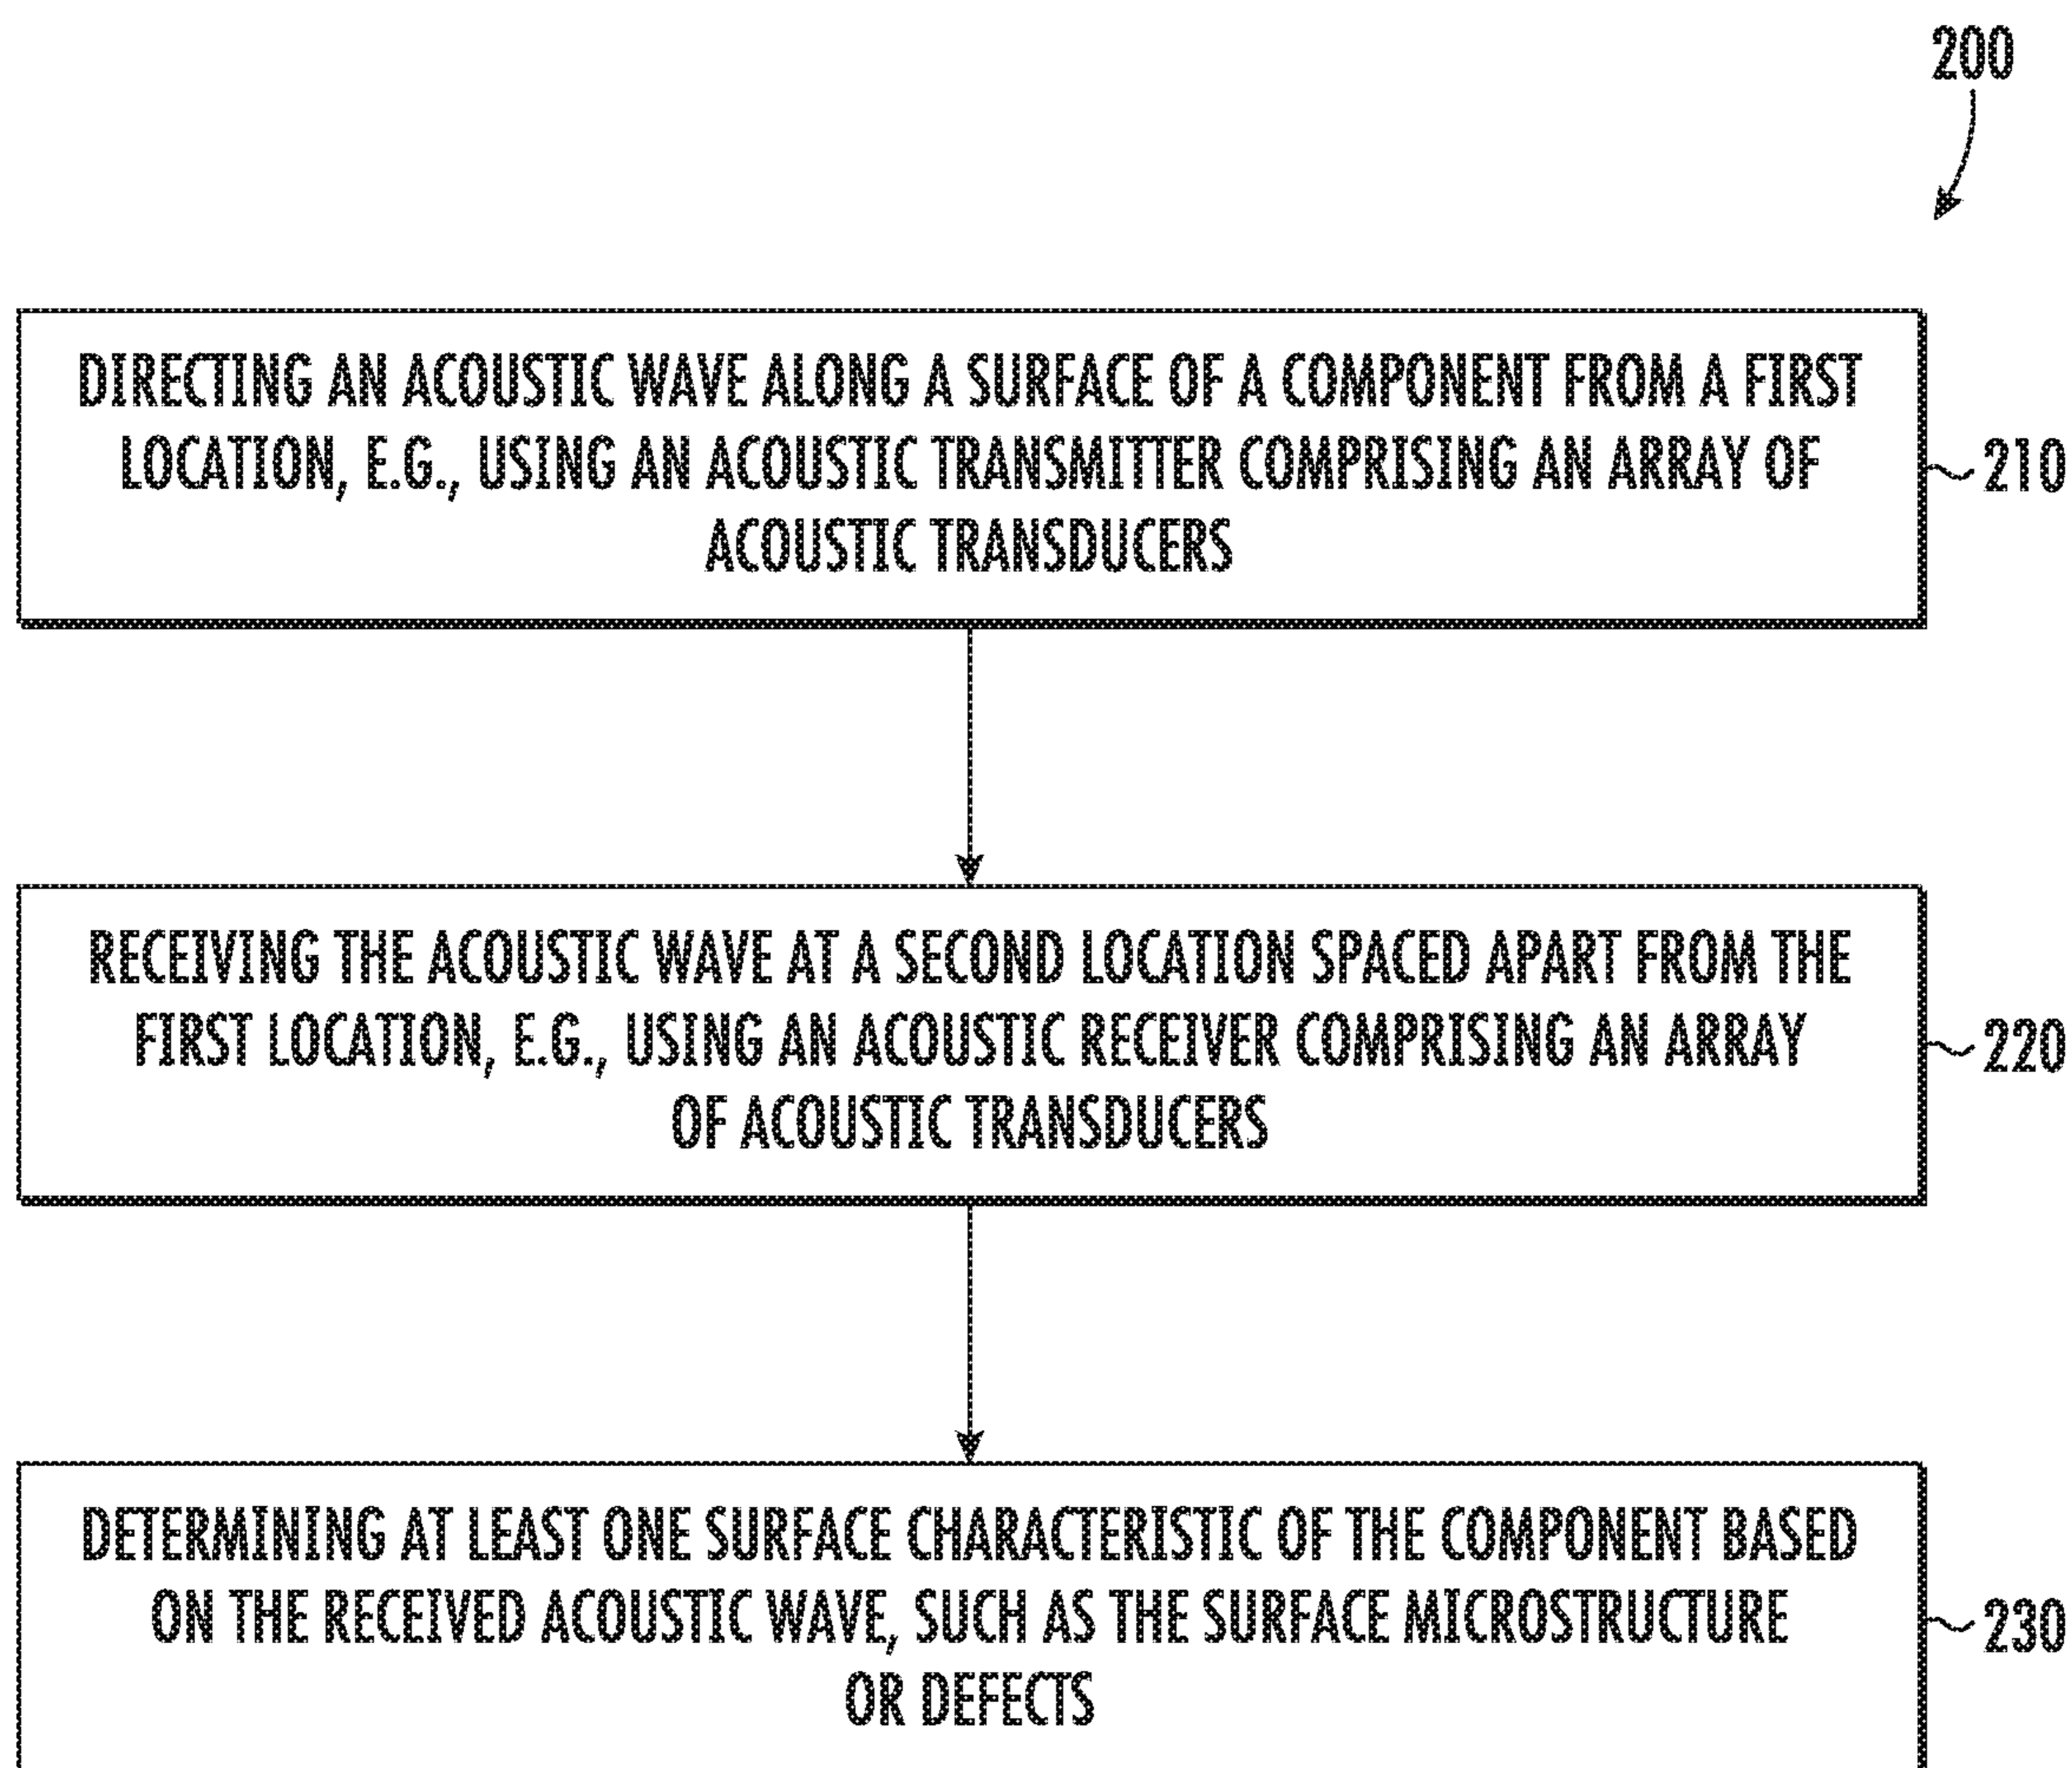 200
DIRECTING AN ACOUSTIC WAVE ALONG A SURFACE OF A COMPONENT FROM A FIRST
LOCATION, E.G., USING AN ACOUSTIC TRANSMITTER COMPRISING AN ARRAY OF
ACOUSTIC TRANSDUCERS
210
RECEIVING THE ACOUSTIC WAVE AT A SECOND LOCATION SPACED APART FROM THE
FIRST LOCATION, E.G., USING AN ACOUSTIC RECEIVER COMPRISING AN ARRAY
OF ACOUSTIC TRANSDUCERS
220
DETERMINING AT LEAST ONE SURFACE CHARACTERISTIC OF THE COMPONENT BASED
ON THE RECEIVED ACOUSTIC WAVE, SUCH AS THE SURFACE MICROSTRUCTURE
OR DEFECTS
230